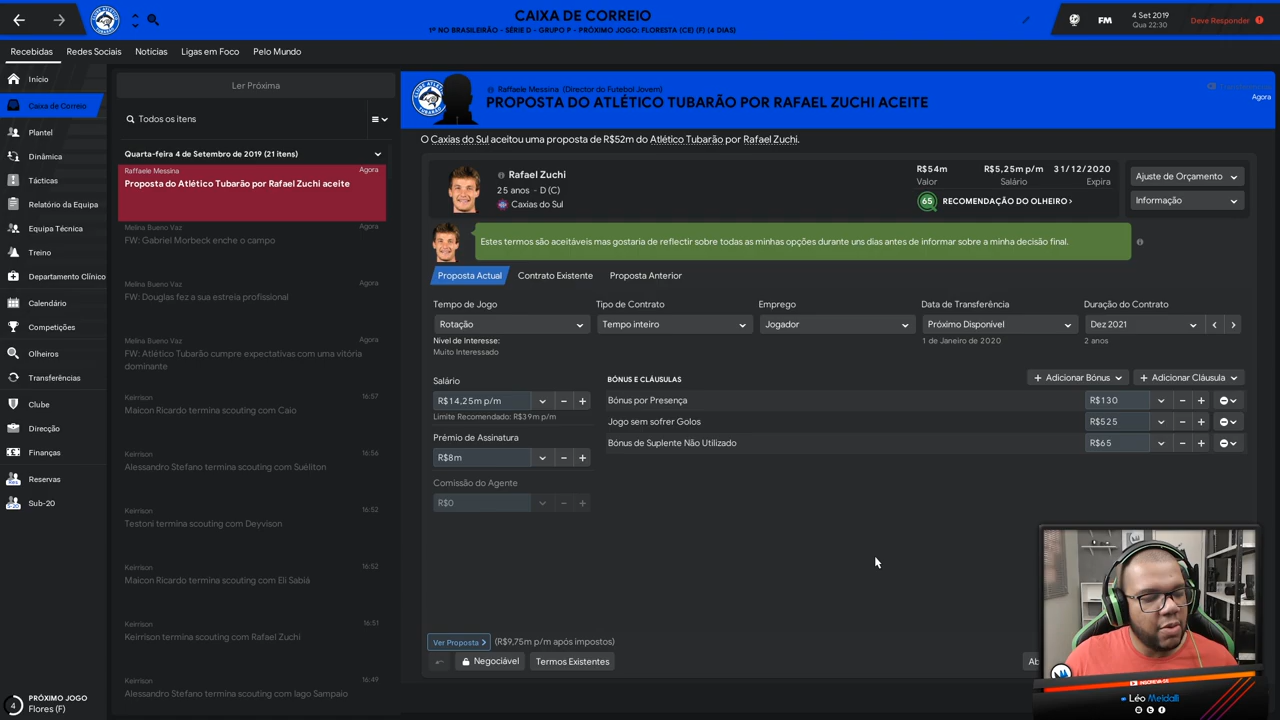 CAIXA DE CORREIO
1º NO BRASILEIRÃO - SÉRIE D - GRUPO P - PRÓXIMO JOGO: FLORESTA (CE) (F) (4 DIAS)
FM
4 Set 2019
Qua 22:30
Deve Responder
Recebidas
Redes Sociais
Notícias
Ligas em Foco
Pelo Mundo
Início
Caixa de Correio
Plantel
Dinâmica
Tácticas
Relatório da Equipa
Equipa Técnica
Treino
Departamento Clínico
Calendário
Competições
Olheiros
Transferências
Clube
Direcção
Finanças
Reservas
Sub-20
PRÓXIMO JOGO
4
Flores (F)
Ler Próxima
Todos os itens
Quarta-feira 4 de Setembro de 2019 (21 itens)
Raffaele Messina
Agora
Proposta do Atlético Tubarão por Rafael Zuchi aceite
Melina Bueno Vaz
Agora
FW: Gabriel Morbeck enche o campo
Melina Bueno Vaz
Agora
FW: Douglas fez a sua estreia profissional
Melina Bueno Vaz
Agora
FW: Atlético Tubarão cumpre expectativas com uma vitória
dominante
Keirrison
16:57
Maicon Ricardo termina scouting com Caio
Keirrison
16:56
Alessandro Stefano termina scouting com Suéliton
Keirrison
16:52
Testoni termina scouting com Deyvison
Keirrison
16:52
Maicon Ricardo termina scouting com Eli Sabiá
Keirrison
16:51
Keirrison termina scouting com Rafael Zuchi
Keirrison
16:49
Alessandro Stefano termina scouting com Iago Sampaio
Raffaele Messina (Director do Futebol Jovem)
PROPOSTA DO ATLÉTICO TUBARÃO POR RAFAEL ZUCHI ACEITE
Agora
O Caxias do Sul aceitou uma proposta de R$52m do Atlético Tubarão por Rafael Zuchi.
Rafael Zuchi
25 anos - D (C)
Caxias do Sul
R$54m
Valor
R$5,25m p/m
Salário
31/12/2020
Expira
65
RECOMENDAÇÃO DO OLHEIRO >
Ajuste de Orçamento
Informação
Estes termos são aceitáveis mas gostaria de reflectir sobre todas as minhas opções durante uns dias antes de informar sobre a minha decisão final.
Proposta Actual
Contrato Existente
Proposta Anterior
Tempo de Jogo
Tipo de Contrato
Emprego
Data de Transferência
Duração do Contrato
Rotação
Tempo inteiro
Jogador
Próximo Disponível
Dez 2021
Nível de Interesse:
Muito Interessado
1 de Janeiro de 2020
2 anos
Salário
R$14,25m p/m
Limite Recomendado: R$39m p/m
Prémio de Assinatura
R$8m
Comissão do Agente
R$0
BÓNUS E CLÁUSULAS
Adicionar Bónus
Adicionar Cláusula
Bónus por Presença
R$130
Jogo sem sofrer Golos
R$525
Bónus de Suplente Não Utilizado
R$65
Ver Proposta >
(R$9,75m p/m após impostos)
Negociável
Termos Existentes
Ab
INSCREVA-SE
Léo Meidalli